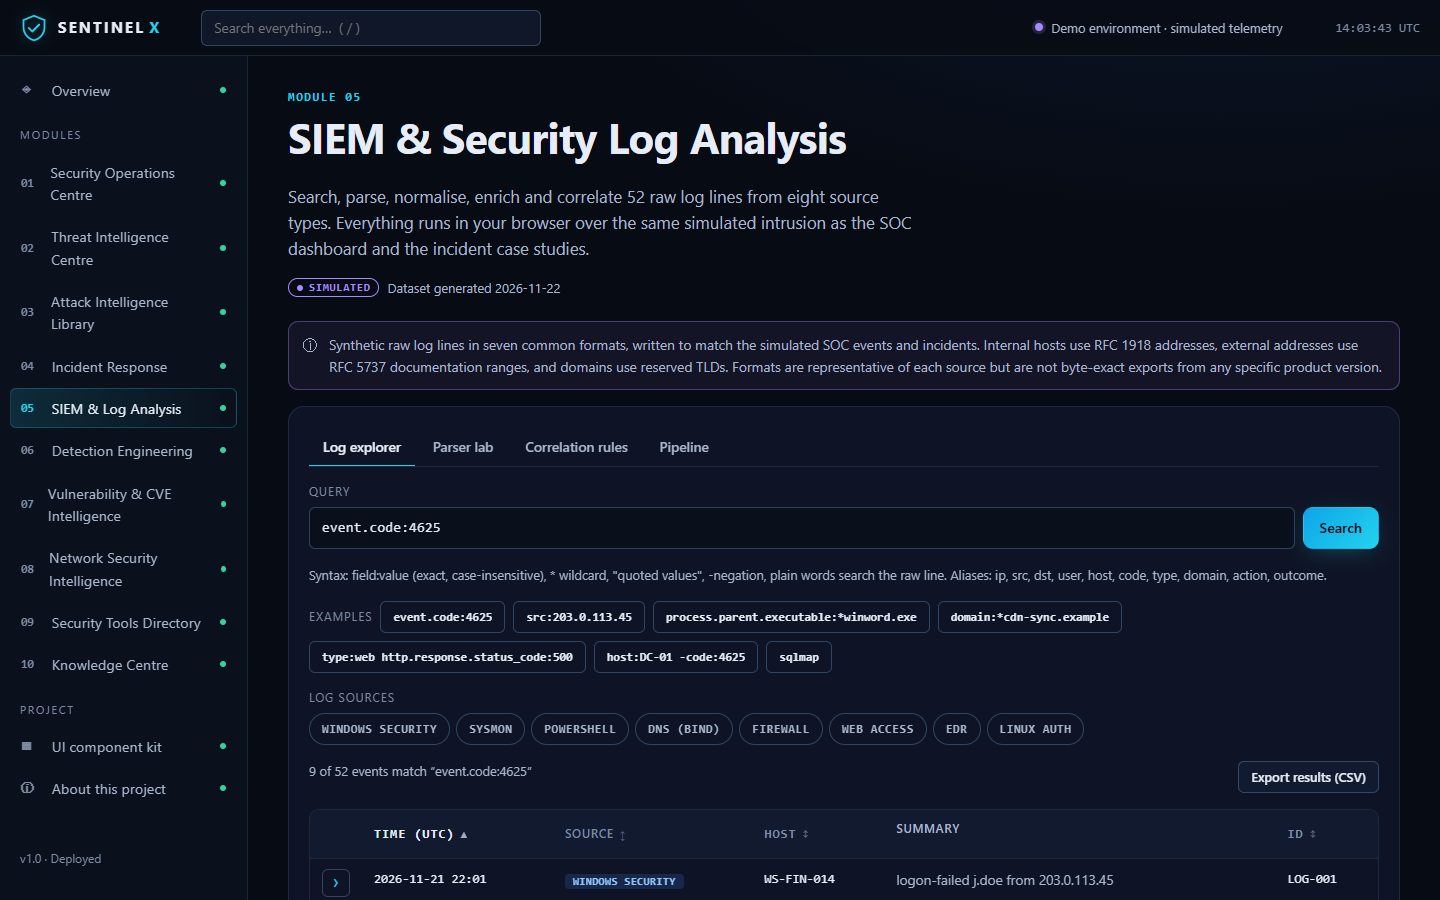 SENTINEL X
Search everything... ( / )
Demo environment · simulated telemetry
14:03:43 UTC
Overview
MODULES
01 Security Operations Centre
02 Threat Intelligence Centre
03 Attack Intelligence Library
04 Incident Response
05 SIEM & Log Analysis
06 Detection Engineering
07 Vulnerability & CVE Intelligence
08 Network Security Intelligence
09 Security Tools Directory
10 Knowledge Centre
PROJECT
UI component kit
About this project
v1.0 · Deployed
MODULE 05
SIEM & Security Log Analysis
Search, parse, normalise, enrich and correlate 52 raw log lines from eight source
types. Everything runs in your browser over the same simulated intrusion as the SOC
dashboard and the incident case studies.
SIMULATED Dataset generated 2026-11-22
Synthetic raw log lines in seven common formats, written to match the simulated SOC events and incidents. Internal hosts use RFC 1918 addresses, external addresses use
RFC 5737 documentation ranges, and domains use reserved TLDs. Formats are representative of each source but are not byte-exact exports from any specific product version.
Log explorer Parser lab Correlation rules Pipeline
QUERY
event.code:4625
Search
Syntax: field:value (exact, case-insensitive), * wildcard, "quoted values", -negation, plain words search the raw line. Aliases: ip, src, dst, user, host, code, type, domain, action, outcome.
EXAMPLES event.code:4625 src:203.0.113.45 process.parent.executable:*winword.exe domain:*cdn-sync.example
type:web http.response.status_code:500 host:DC-01 -code:4625 sqlmap
LOG SOURCES
WINDOWS SECURITY SYSMON POWERSHELL DNS (BIND) FIREWALL WEB ACCESS EDR LINUX AUTH
9 of 52 events match “event.code:4625”
Export results (CSV)
TIME (UTC) ▲ SOURCE ↕ HOST ↕ SUMMARY ID ↕
2026-11-21 22:01 WINDOWS SECURITY WS-FIN-014 logon-failed j.doe from 203.0.113.45 LOG-001